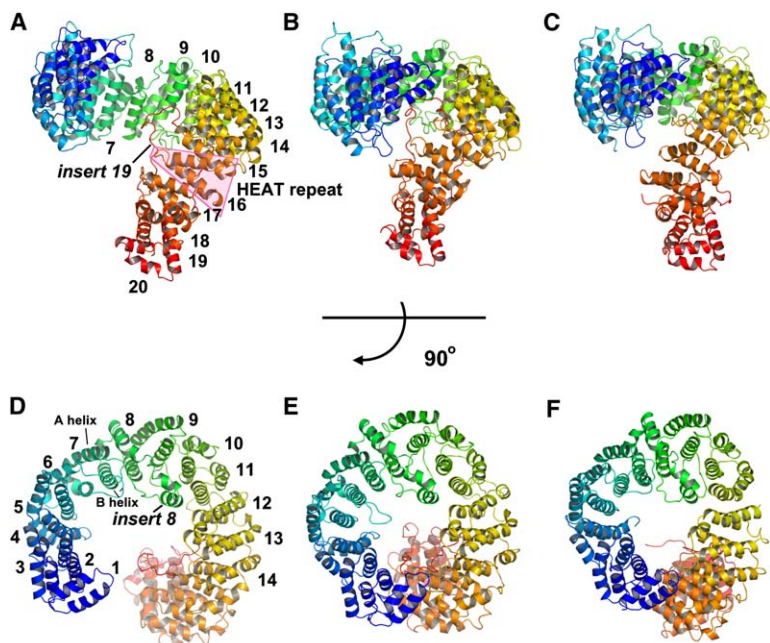 A
B
C
8 9 10
11
12
13
14
7
insert 19
15
HEAT repeat
16
17
18
19
20
90°
D
E
F
8 9
A helix
7
10
6
11
5
B helix
insert 8
12
4
13
3 2 1
14